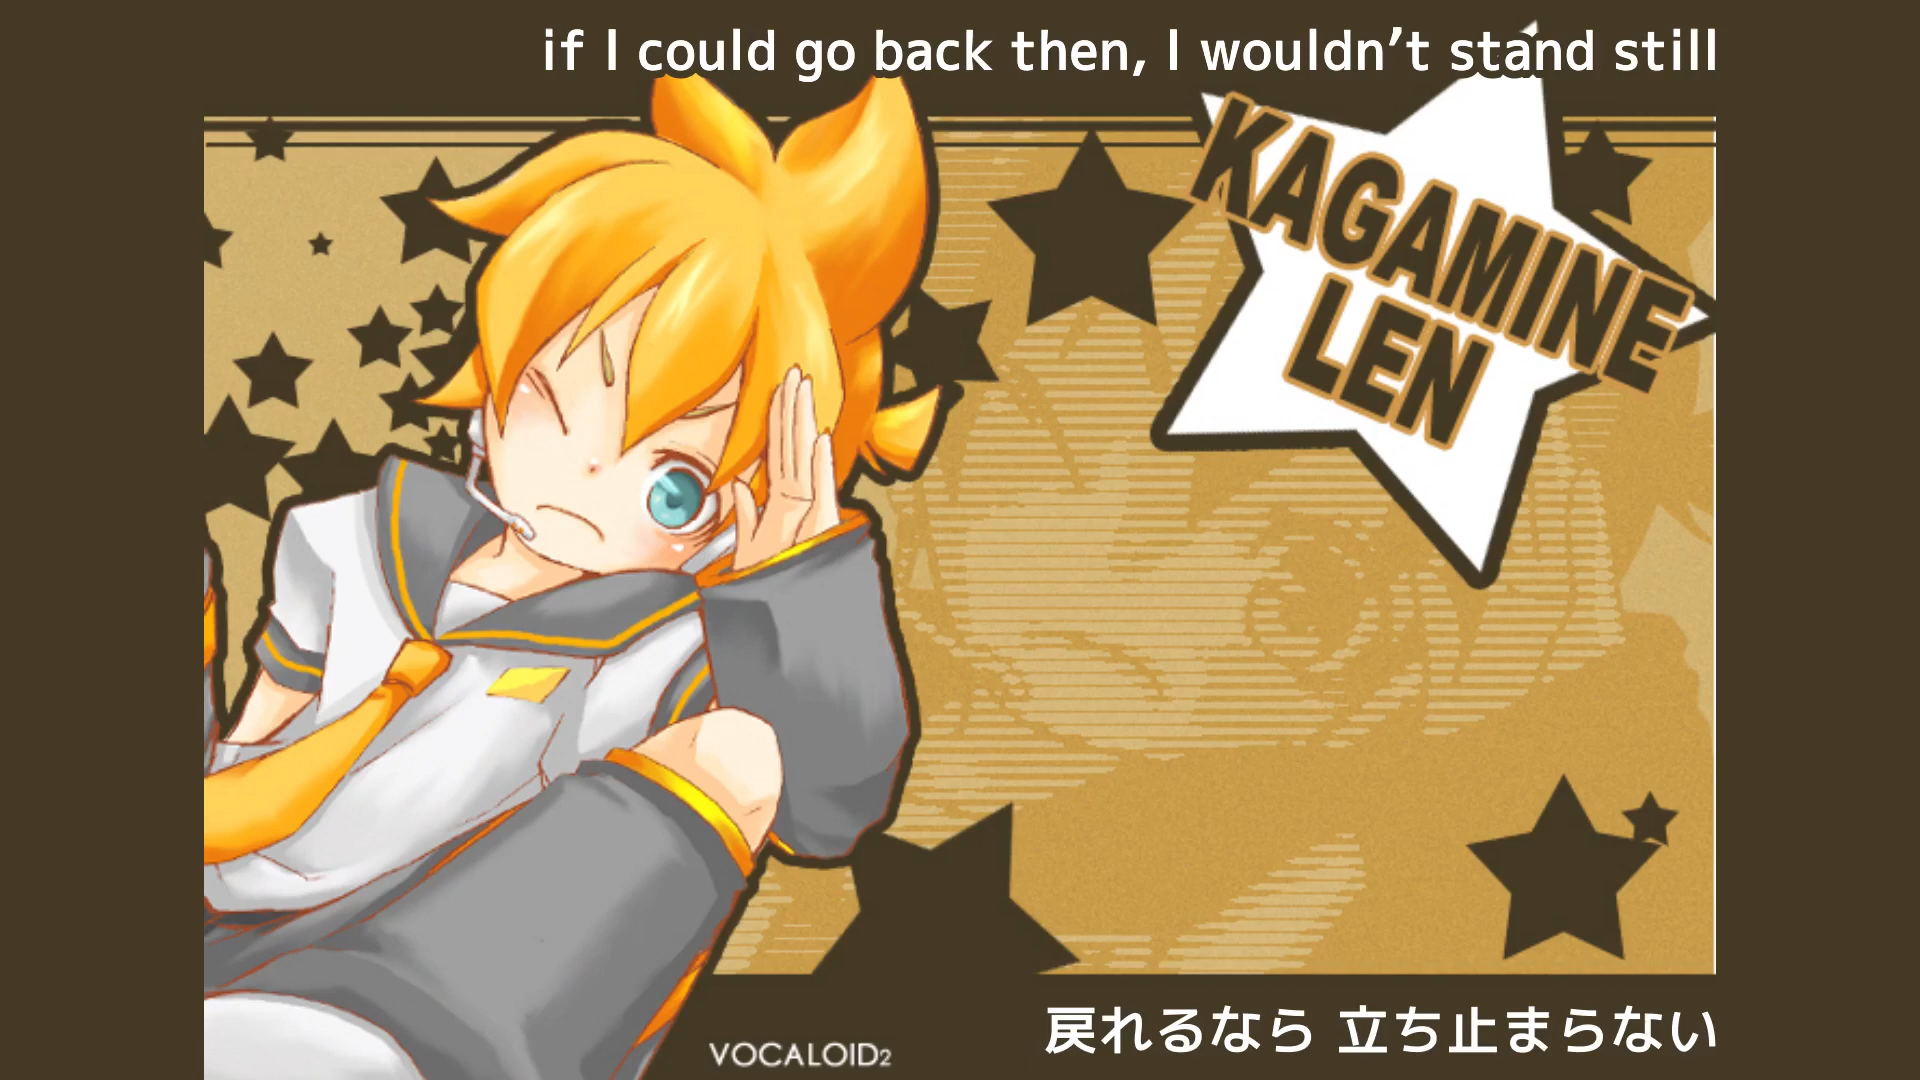 if I could go back then, I wouldn’t stand still
KAGAMINE
LEN
戻れるなら 立ち止まらない
VOCALOID2